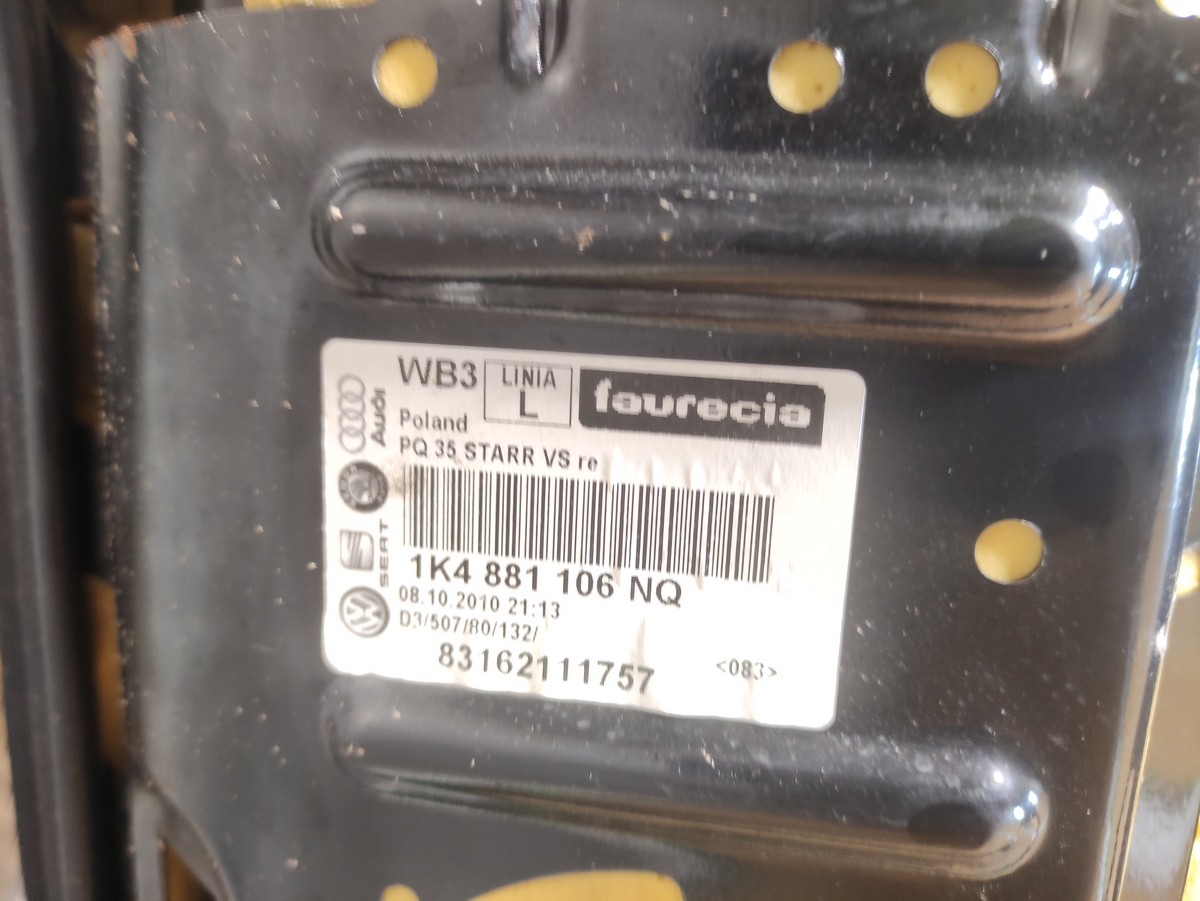 WB3 LINIA L faurecia
Poland
PQ 35 STARR VS re
Audi
SEAT
1K4 881 106 NQ
08.10.2010 21:13
D3/507/80/132/
83162111757 <083>